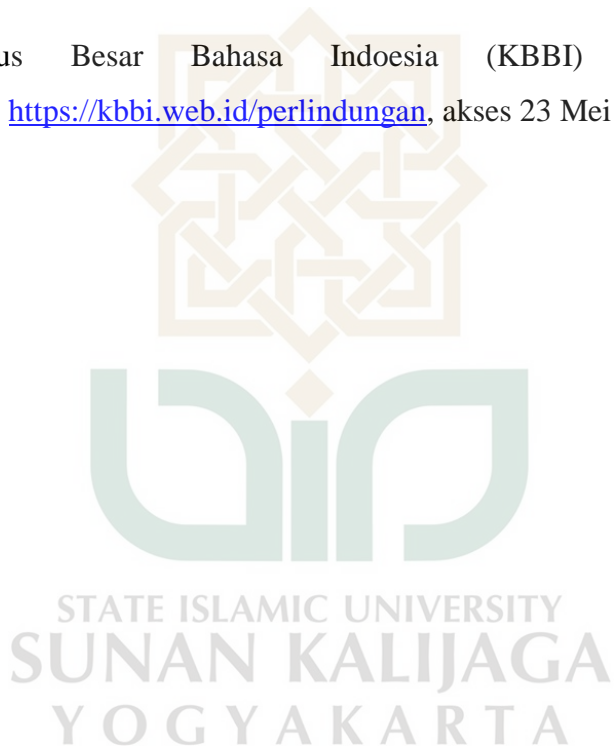 us Besar Bahasa Indoesia (KBBI)
https://kbbi.web.id/perlindungan, akses 23 Mei
STATE ISLAMIC UNIVERSITY
SUNAN KALIJAGA
YOGYAKARTA